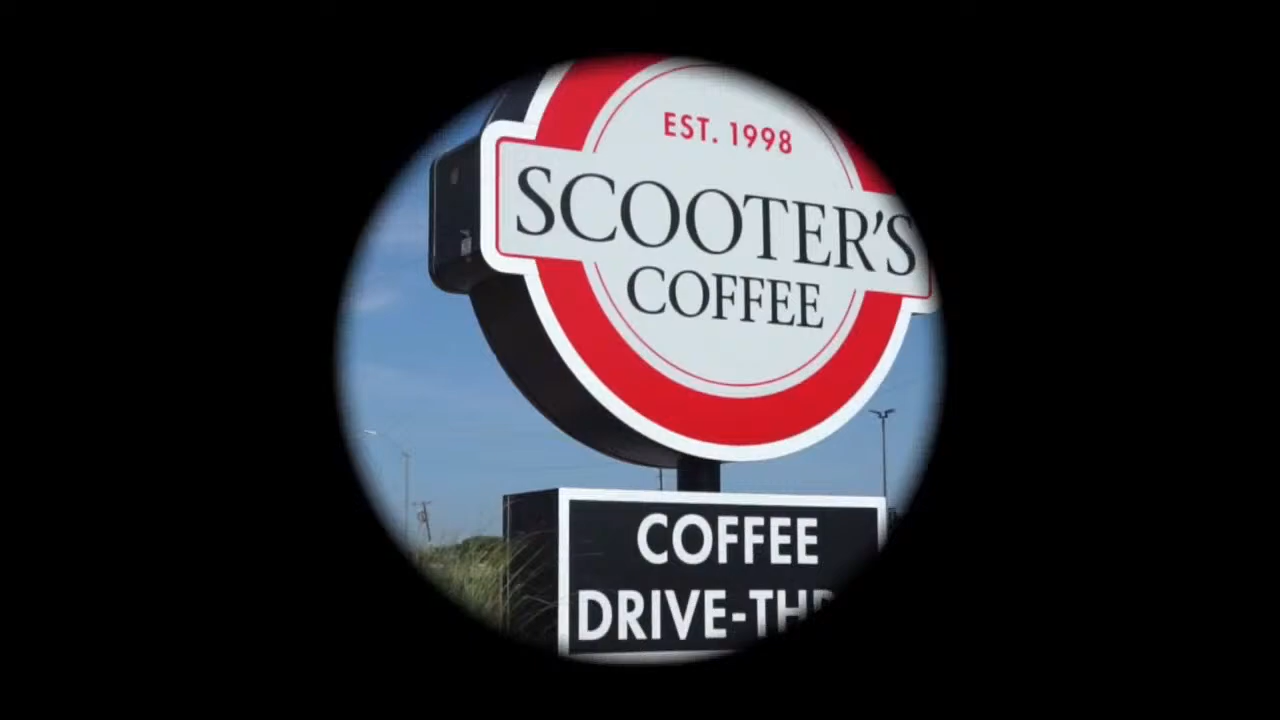 EST. 1998
SCOOTER'S
COFFEE
COFFEE
DRIVE-TH